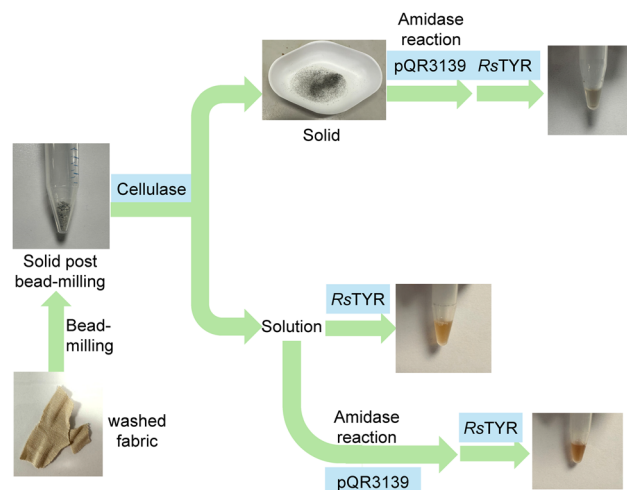 Amidase
reaction
pQR3139 RsTYR
Solid
Cellulase
Solid post
bead-milling
Bead-
milling
washed
fabric
Solution
RsTYR
Amidase
reaction
pQR3139
RsTYR